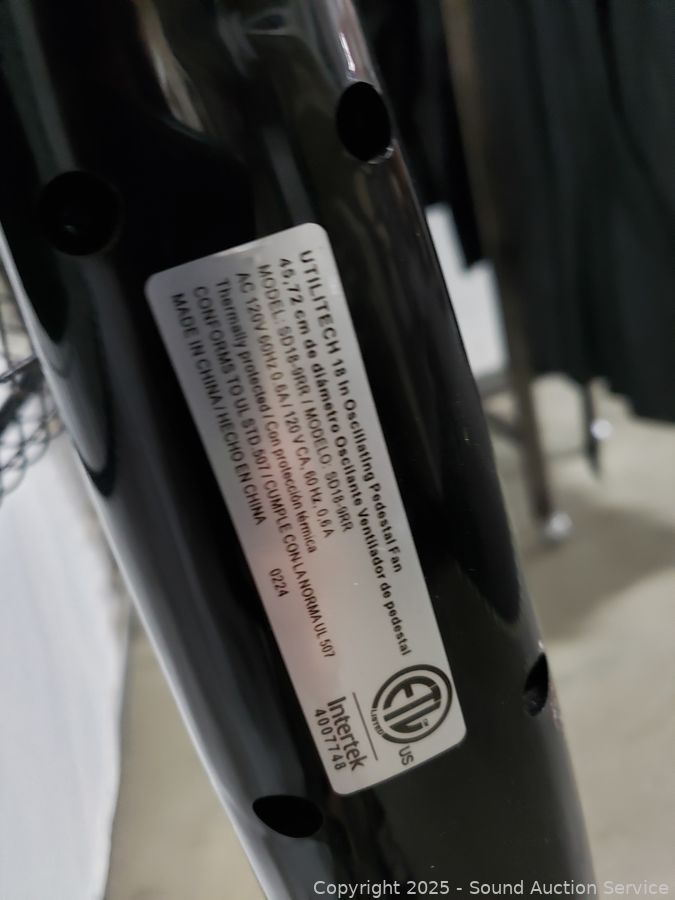 UTILITECH 18 in Oscillating Pedestal Fan
45,72 cm de diámetro Oscilante Ventilador de pedestal
MODEL: SD18-9RR / MODELO: SD18-9RR
AC 120V 60Hz 0.6A / 120 V CA, 60 Hz, 0,6 A
Thermally protected / Con protección térmica
CONFORMS TO UL STD.507 / CUMPLE CON LA NORMA UL 507
MADE IN CHINA / HECHO EN CHINA
0224
ETL
LISTED
US
Intertek
4007748
Copyright 2025 - Sound Auction Service